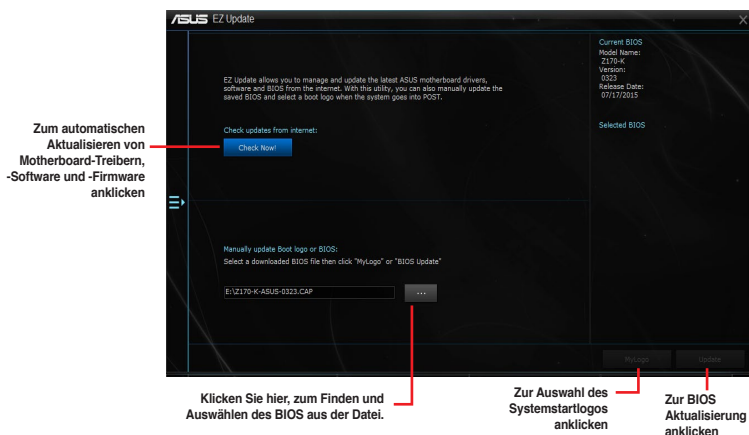 ASUS EZ Update
X
Current BIOS
Model Name:
Z170-K
Version:
0323
Release Date:
07/17/2015
Selected BIOS
EZ Update allows you to manage and update the latest ASUS motherboard drivers,
software and BIOS from the internet. With this utility, you can also manually update the
saved BIOS and select a boot logo when the system goes into POST.
Check updates from internet:
Check Now!
Zum automatischen
Aktualisieren von
Motherboard-Treibern,
-Software und -Firmware
anklicken
Manually update Boot logo or BIOS:
Select a downloaded BIOS file then click "MyLogo" or "BIOS Update"
E:\Z170-K-ASUS-0323.CAP
...
MyLogo
Update
Klicken Sie hier, zum Finden und
Auswählen des BIOS aus der Datei.
Zur Auswahl des
Systemstartlogos
anklicken
Zur BIOS
Aktualisierung
anklicken